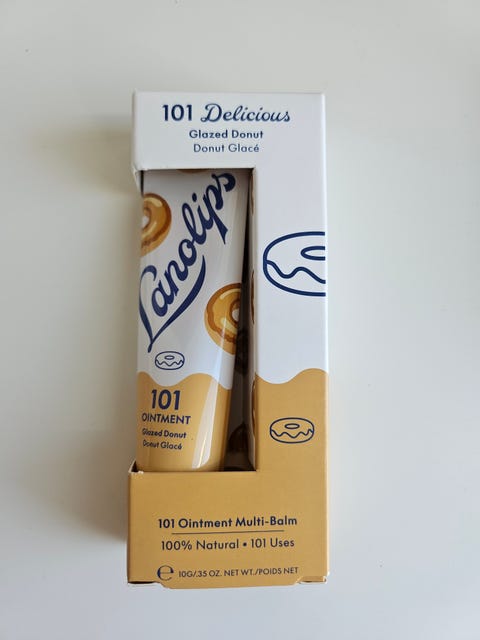 101 Delicious
Glazed Donut
Donut Glacé
Lanolips
101
OINTMENT
Glazed Donut
Donut Glacé
101 Ointment Multi-Balm
100% Natural • 101 Uses
℮ 10G/.35 OZ. NET WT./POIDS NET